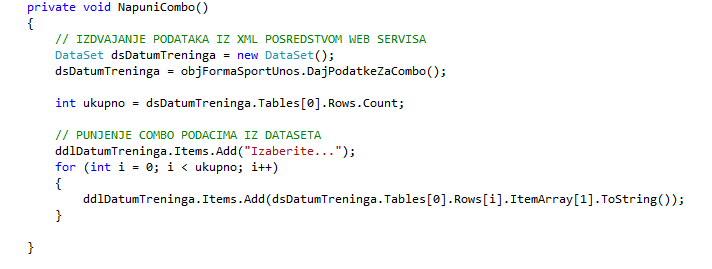 private void NapuniCombo()
{
// IZDVAJANJE PODATAKA IZ XML POSREDSTVOM WEB SERVISA
DataSet dsDatumTreninga = new DataSet();
dsDatumTreninga = objFormaSportUnos.DajPodatkeZaCombo();
int ukupno = dsDatumTreninga.Tables[0].Rows.Count;
// PUNJENJE COMBO PODACIMA IZ DATASETA
ddlDatumTreninga.Items.Add("Izaberite...");
for (int i = 0; i < ukupno; i++)
{
ddlDatumTreninga.Items.Add(dsDatumTreninga.Tables[0].Rows[i].ItemArray[1].ToString());
}
}